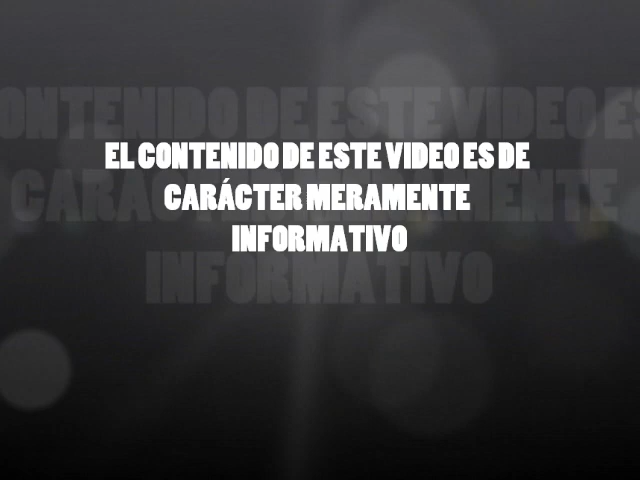 EL CONTENIDO DE ESTE VIDEO ES DE
CARÁCTER MERAMENTE
INFORMATIVO